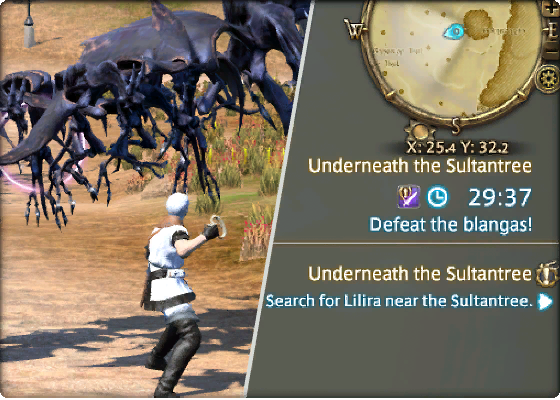 W
E
S
X: 25.4 Y: 32.2
Underneath the Sultantree
29:37
Defeat the blangas!
Underneath the Sultantree
Search for Lilira near the Sultantree.